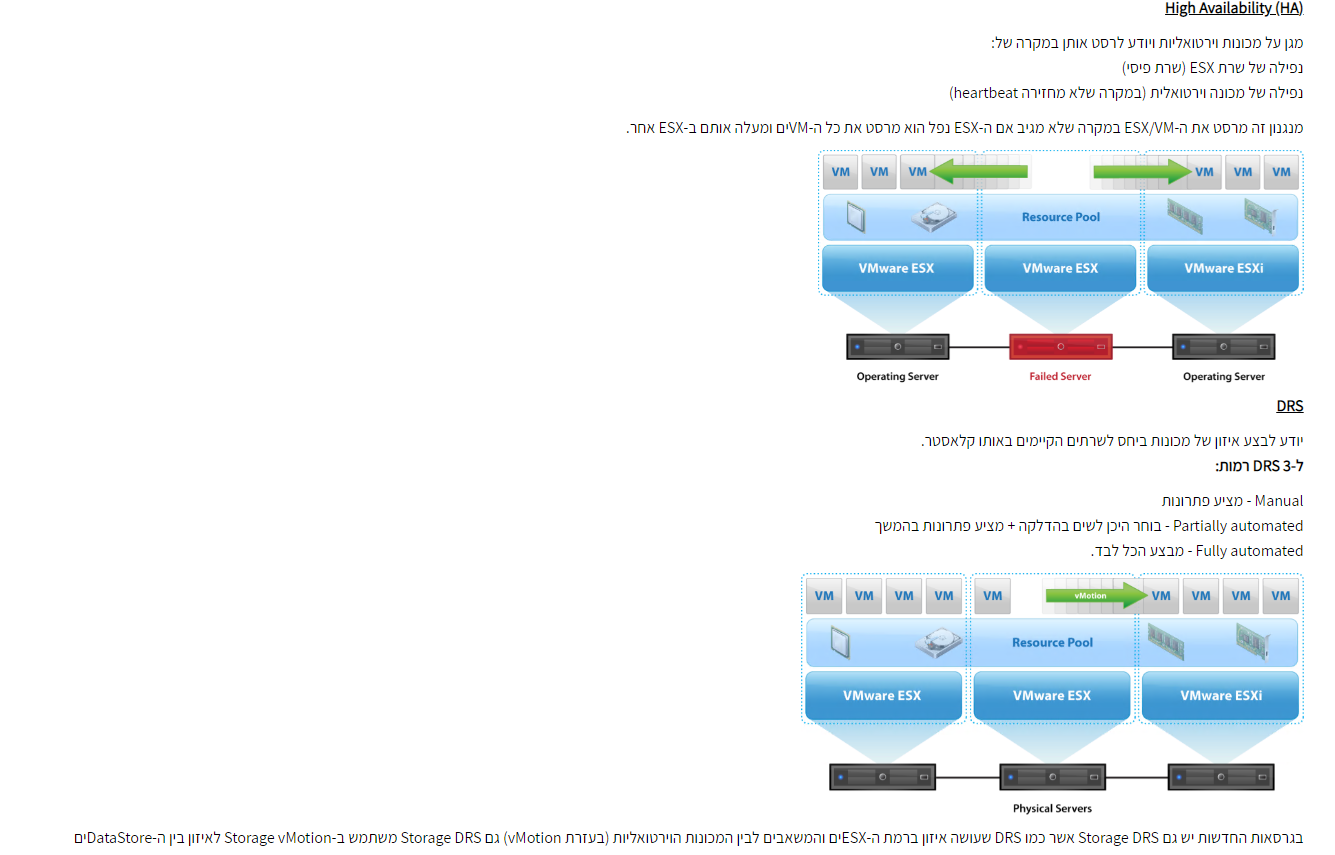 High Availability (HA)
מגן על מכונות וירטואליות ויודע לרסט אותן במקרה של:
נפילה של שרת ESX (שרת פיסי)
נפילה של מכונה וירטואלית (במקרה שלא מחזירה heartbeat)
מנגנון זה מרסט את ה-ESX/VM במקרה שלא מגיב אם ה-ESX נפל הוא מרסט את כל ה-VMים ומעלה אותם ב-ESX אחר.
VM VM VM VM VM VM
Resource Pool
VMware ESX VMware ESX VMware ESXi
Operating Server Failed Server Operating Server
DRS
יודע לבצע איזון של מכונות ביחס לשרתים הקיימים באותו קלאסטר.
ל-DRS 3 רמות:
Manual - מציע פתרונות
Partially automated - בוחר היכן לשים בהדלקה + מציע פתרונות בהמשך
Fully automated - מבצע הכל לבד.
VM VM VM VM VM vMotion VM VM VM VM
Resource Pool
VMware ESX VMware ESX VMware ESXi
Physical Servers
בגרסאות החדשות יש גם Storage DRS אשר כמו DRS שעושה איזון ברמת ה-ESXים והמשאבים לבין המכונות הוירטואליות (בעזרת vMotion) גם Storage DRS משתמש ב-Storage vMotion לאיזון בין ה-DataStoreים